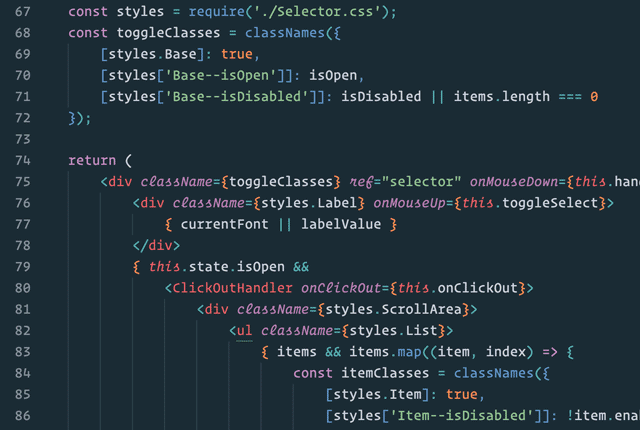 67 const styles = require('./Selector.css');
68 const toggleClasses = classNames({
69 [styles.Base]: true,
70 [styles['Base--isOpen']]: isOpen,
71 [styles['Base--isDisabled']]: isDisabled || items.length === 0
72 });
73
74 return (
75 <div className={toggleClasses} ref="selector" onMouseDown={this.han
76 <div className={styles.Label} onMouseUp={this.toggleSelect}>
77 { currentFont || labelValue }
78 </div>
79 { this.state.isOpen &&
80 <ClickOutHandler onClickOut={this.onClickOut}>
81 <div className={styles.ScrollArea}>
82 <ul className={styles.List}>
83 { items && items.map((item, index) => {
84 const itemClasses = classNames({
85 [styles.Item]: true,
86 [styles['Item--isDisabled']]: !item.ena